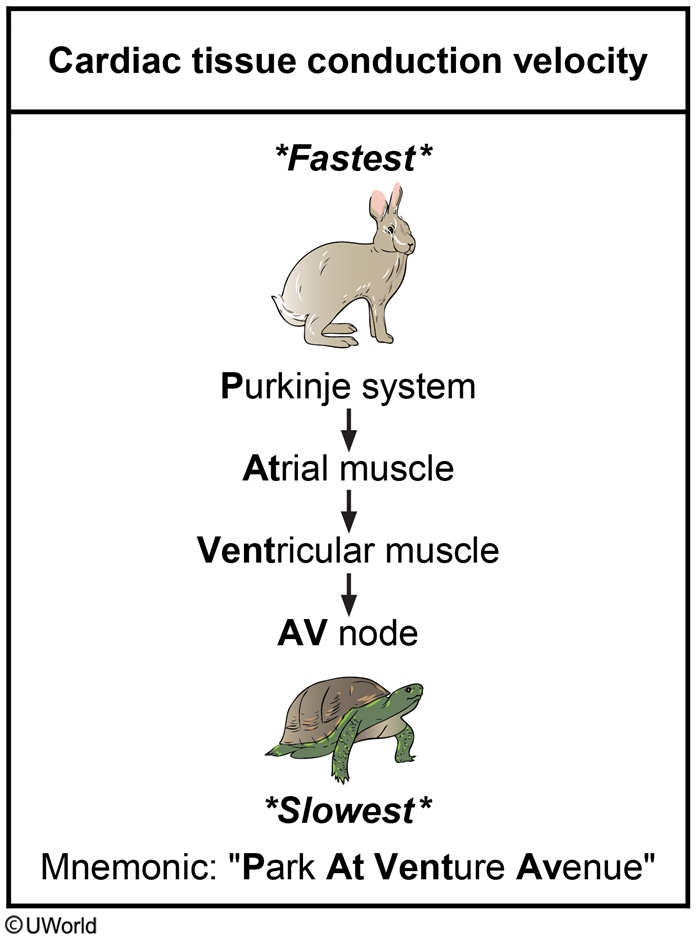 Cardiac tissue conduction velocity
*Fastest*
Purkinje system
Atrial muscle
Ventricular muscle
AV node
*Slowest*
Mnemonic: "Park At Venture Avenue"
©UWorld